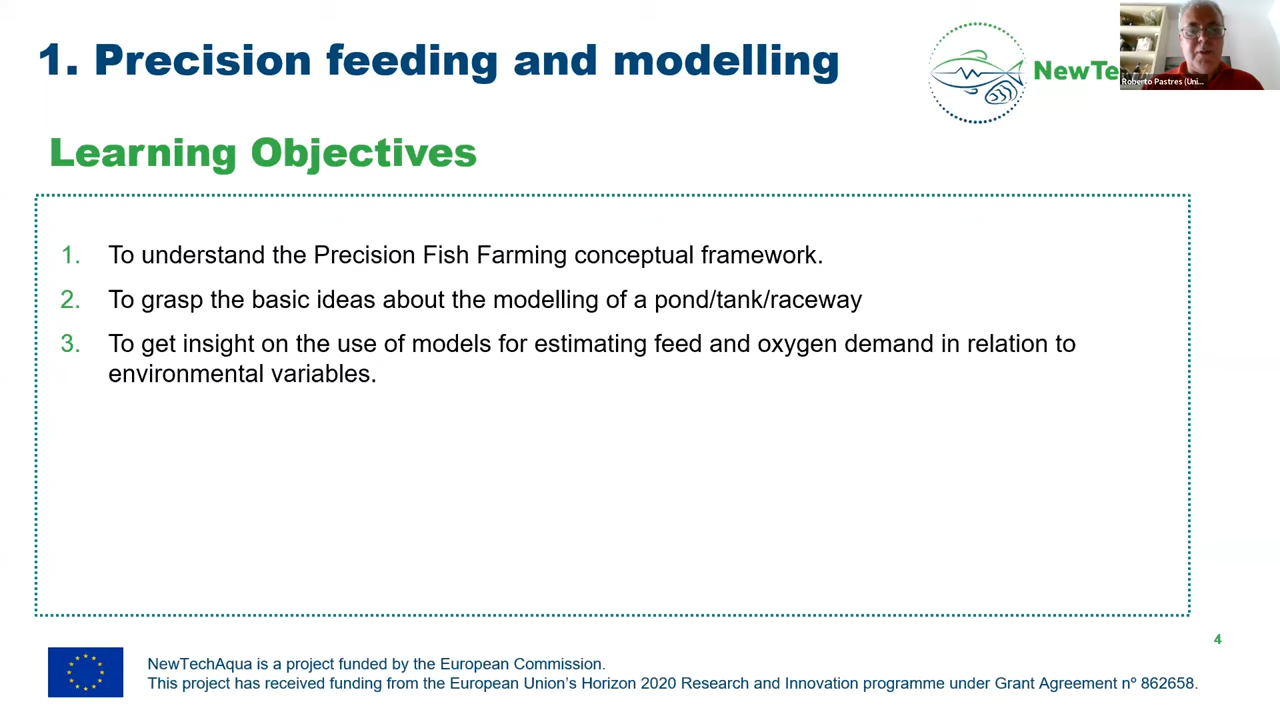 1. Precision feeding and modelling
NewTe
Roberto Pastres (Uni...
Learning Objectives
1. To understand the Precision Fish Farming conceptual framework.
2. To grasp the basic ideas about the modelling of a pond/tank/raceway
3. To get insight on the use of models for estimating feed and oxygen demand in relation to
environmental variables.
4
NewTechAqua is a project funded by the European Commission.
This project has received funding from the European Union's Horizon 2020 Research and Innovation programme under Grant Agreement nº 862658.